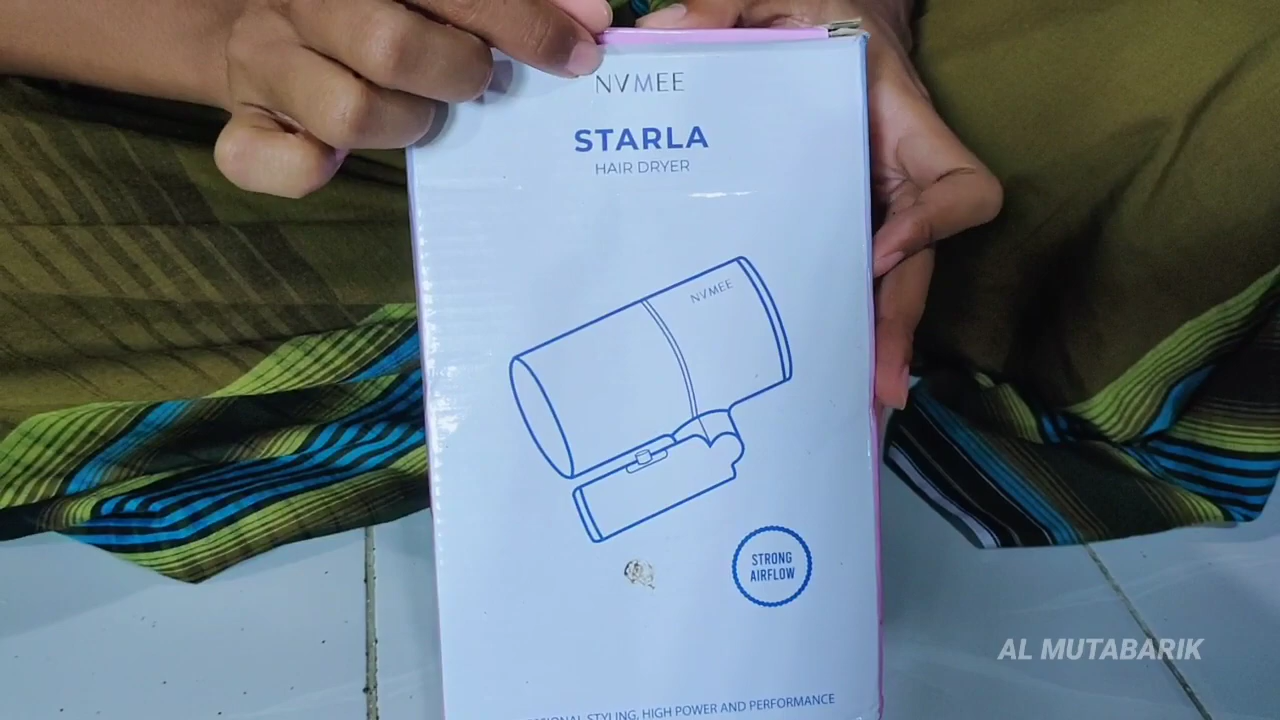 NVMEE
STARLA
HAIR DRYER
NVMEE
STRONG
AIRFLOW
STYLING, HIGH POWER AND PERFORMANCE
AL MUTABARIK